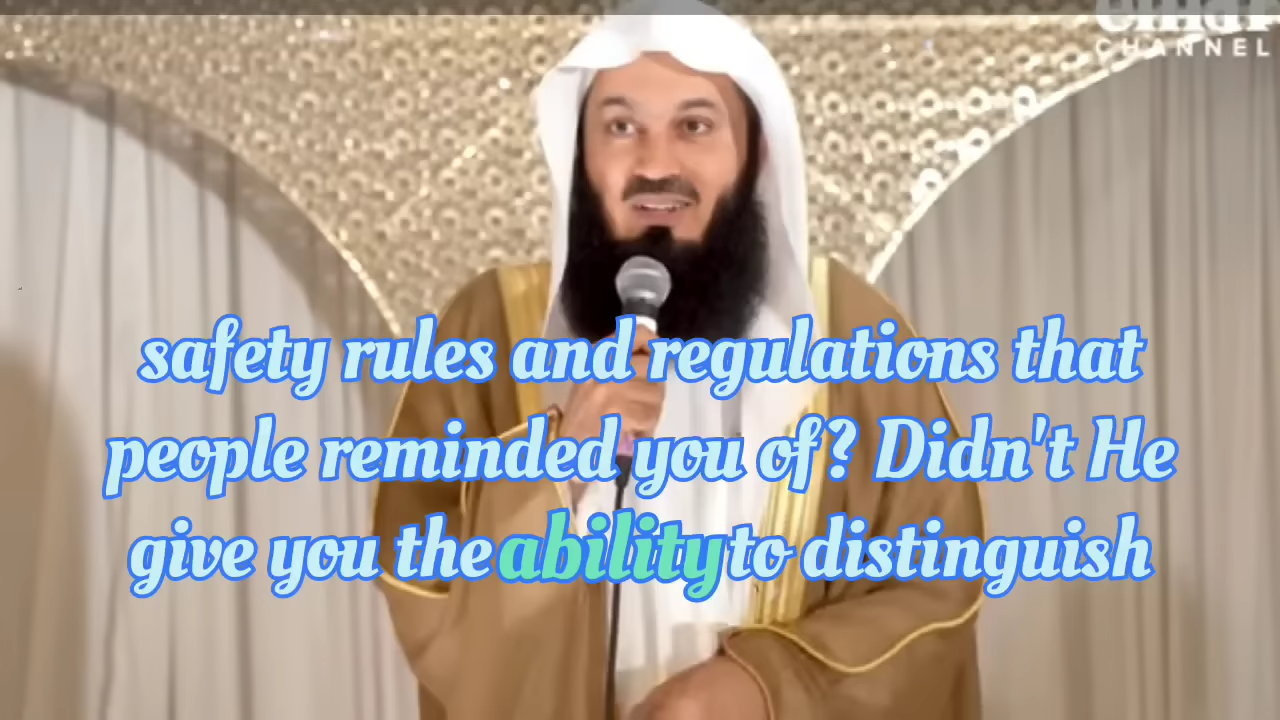 CHANNEL
safety rules and regulations that
people reminded you of? Didn't He
give you the ability to distinguish